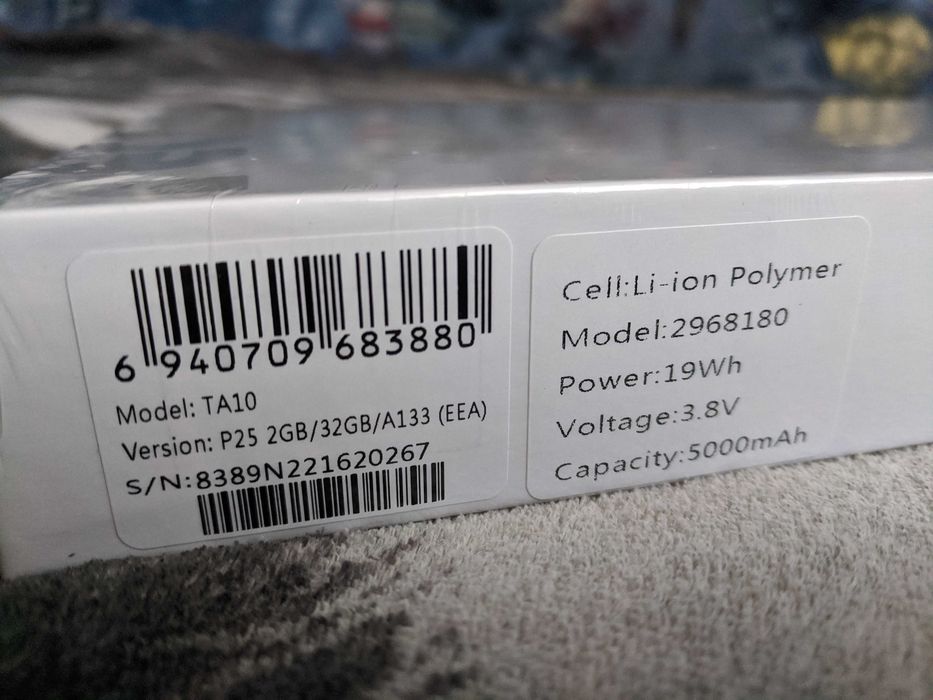 6 940709 683880
Model: TA10
Version: P25 2GB/32GB/A133 (EEA)
S/N:8389N221620267
Cell:Li-ion Polymer
Model:2968180
Power:19Wh
Voltage:3.8V
Capacity:5000mAh